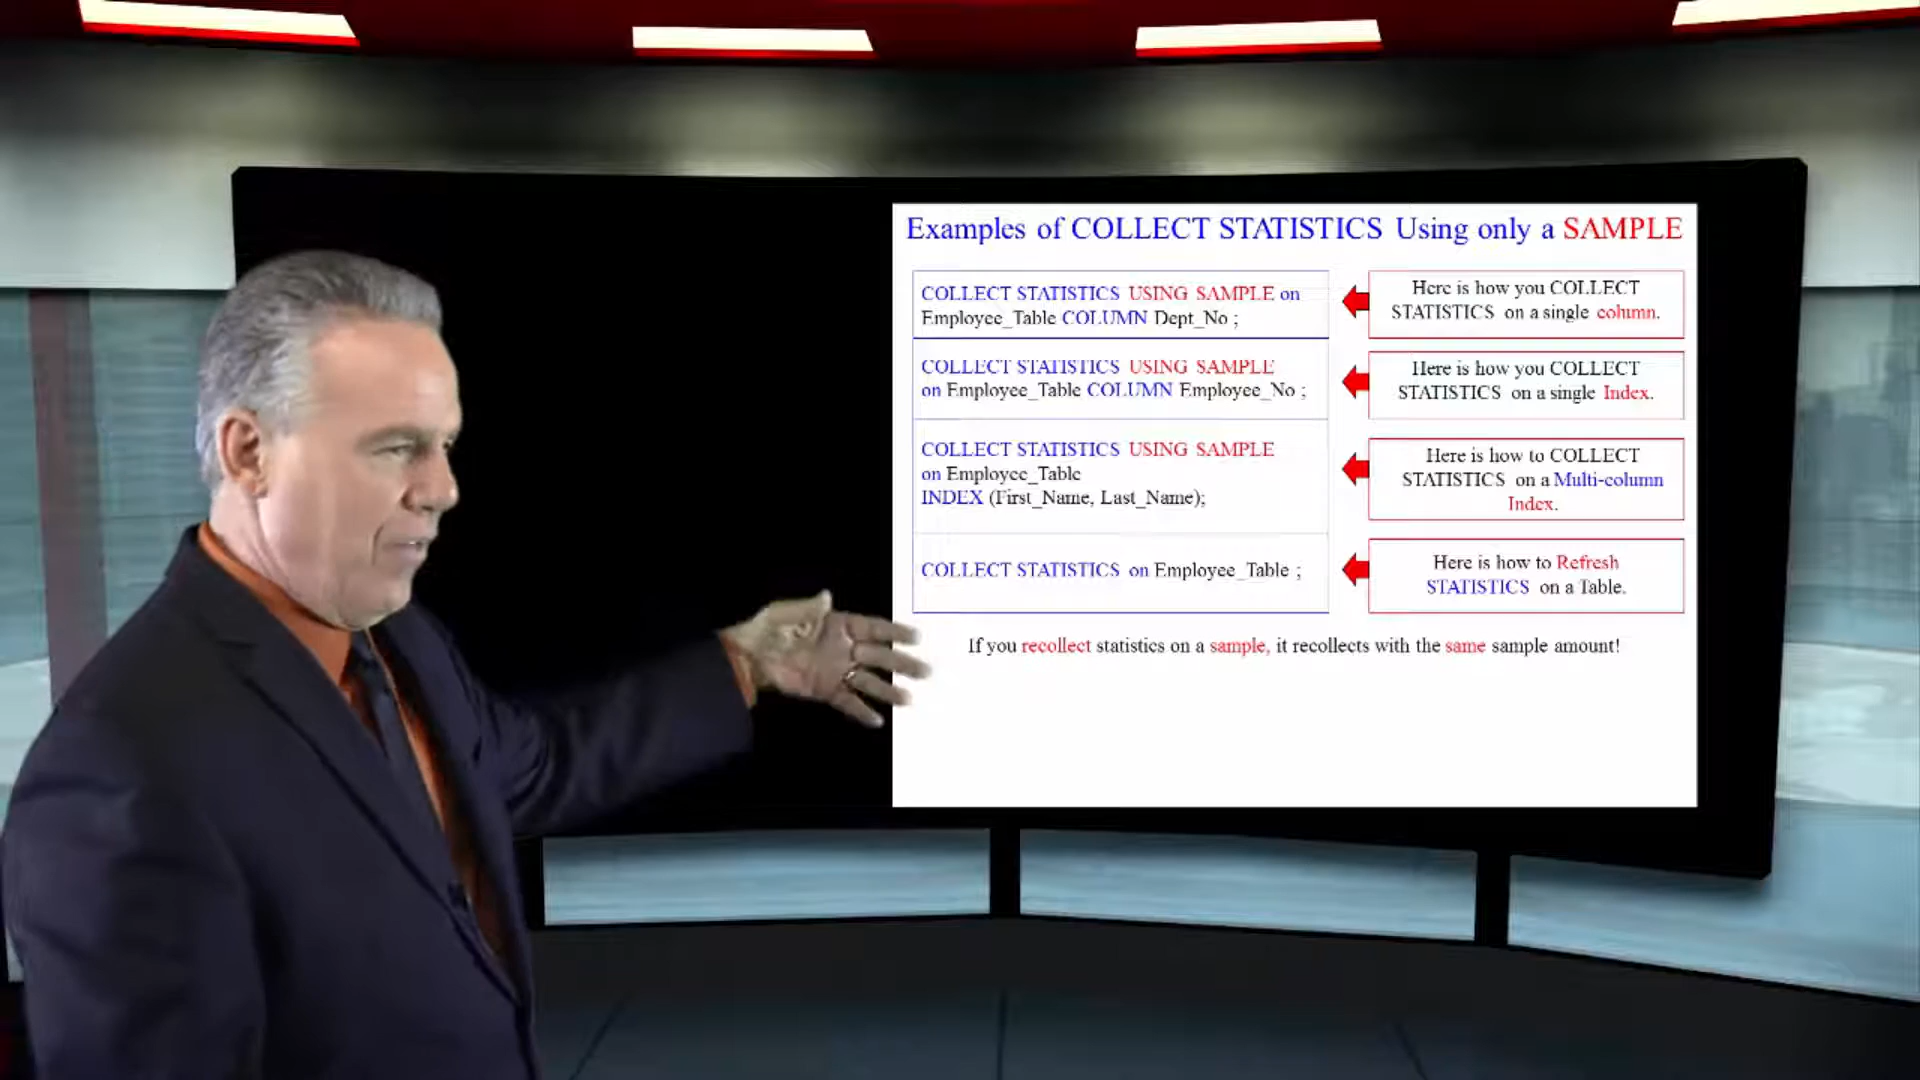 Examples of COLLECT STATISTICS Using only a SAMPLE
COLLECT STATISTICS USING SAMPLE on
Employee_Table COLUMN Dept_No ;
Here is how you COLLECT
STATISTICS on a single column.
COLLECT STATISTICS USING SAMPLE
on Employee_Table COLUMN Employee_No ;
Here is how you COLLECT
STATISTICS on a single Index.
COLLECT STATISTICS USING SAMPLE
on Employee_Table
INDEX (First_Name, Last_Name);
Here is how to COLLECT
STATISTICS on a Multi-column
Index.
COLLECT STATISTICS on Employee_Table ;
Here is how to Refresh
STATISTICS on a Table.
If you recollect statistics on a sample, it recollects with the same sample amount!